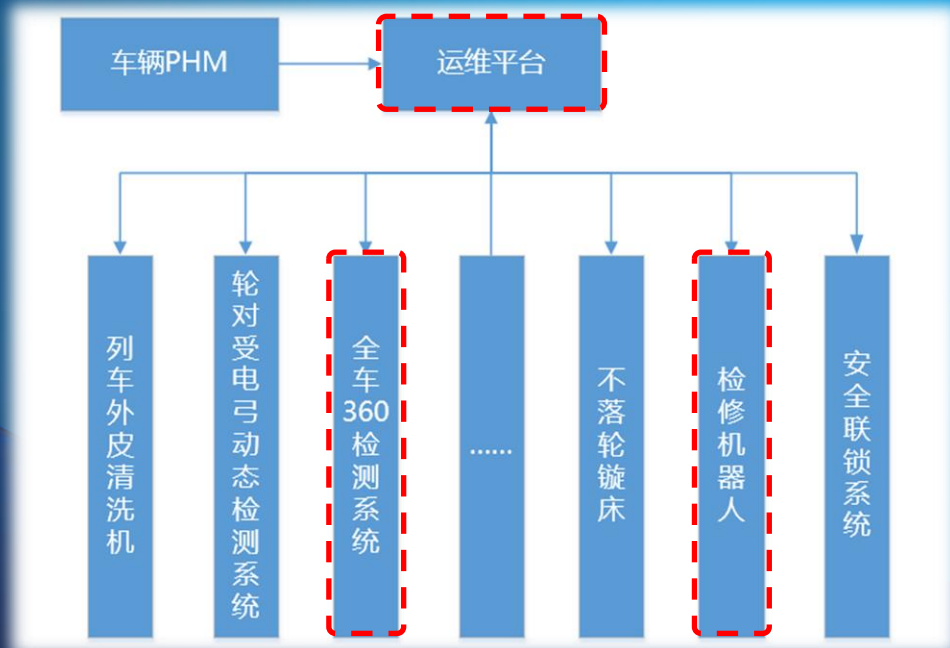 车辆PHM
运维平台
列车外皮清洗机
轮对受电弓动态检测系统
全车360检测系统
......
不落轮镟床
检修机器人
安全联锁系统